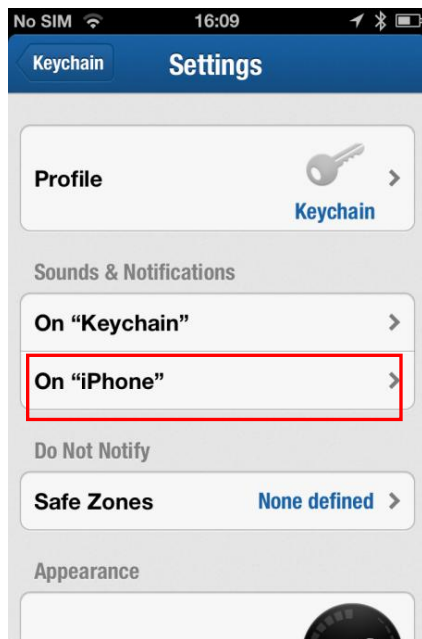 No SIM 16:09
Keychain Settings
Profile
Keychain
Sounds & Notifications
On “Keychain”
On “iPhone”
Do Not Notify
Safe Zones None defined
Appearance